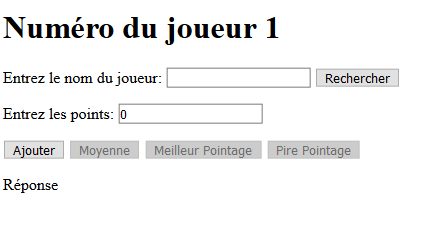 Numéro du joueur 1
Entrez le nom du joueur: Rechercher
Entrez les points: 0
Ajouter Moyenne Meilleur Pointage Pire Pointage
Réponse